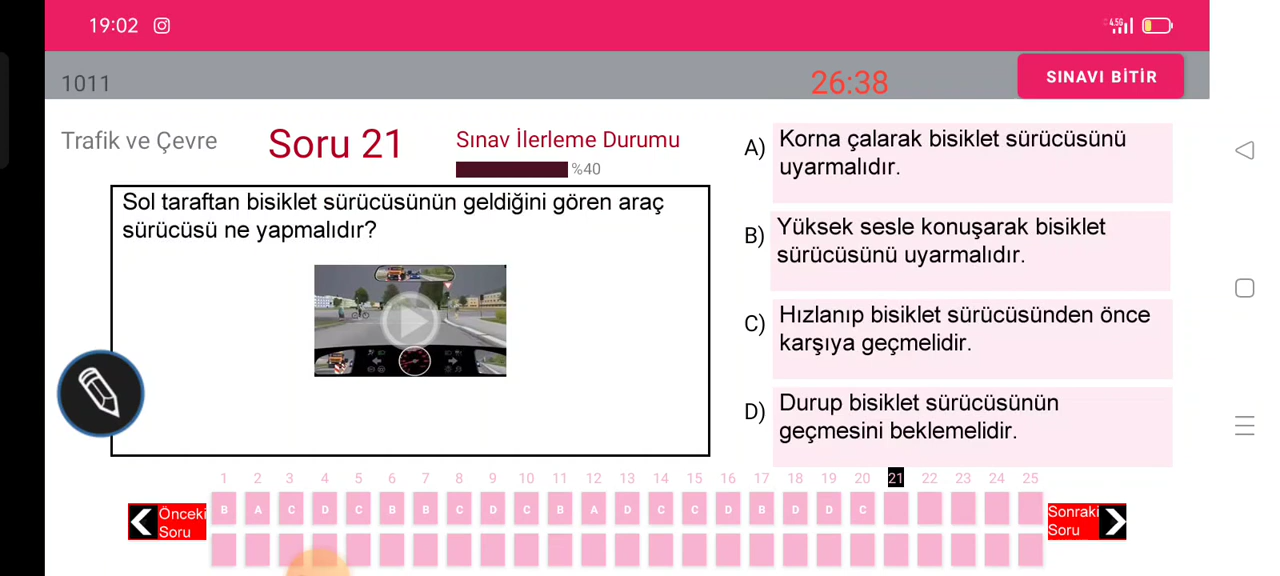 19:02
4.5G
1011
26:38
SINAVI BİTİR
Trafik ve Çevre
Soru 21
Sınav İlerleme Durumu
%40
Sol taraftan bisiklet sürücüsünün geldiğini gören araç
sürücüsü ne yapmalıdır?
A) Korna çalarak bisiklet sürücüsünü
uyarmalıdır.
B) Yüksek sesle konuşarak bisiklet
sürücüsünü uyarmalıdır.
C) Hızlanıp bisiklet sürücüsünden önce
karşıya geçmelidir.
D) Durup bisiklet sürücüsünün
geçmesini beklemelidir.
1 2 3 4 5 6 7 8 9 10 11 12 13 14 15 16 17 18 19 20 21 22 23 24 25
B A C D C B B C D C B A D C C D B D D C
Önceki
Soru
Sonraki
Soru